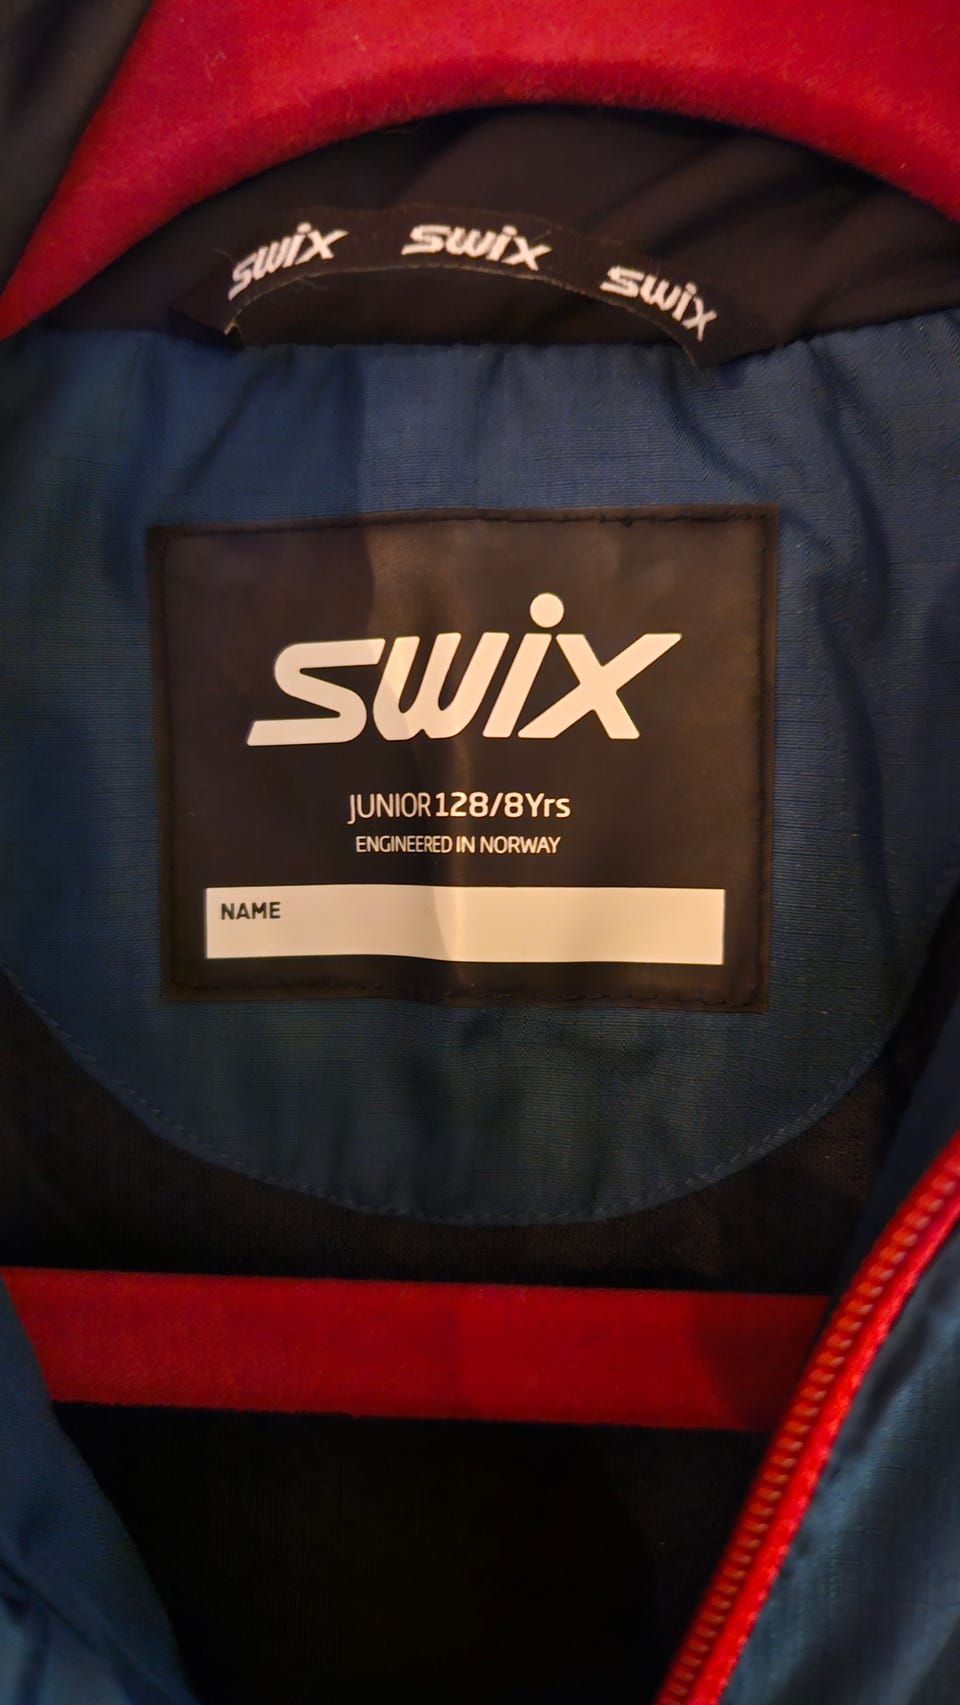 swix swix swix
swix
JUNIOR 128/8Yrs
ENGINEERED IN NORWAY
NAME